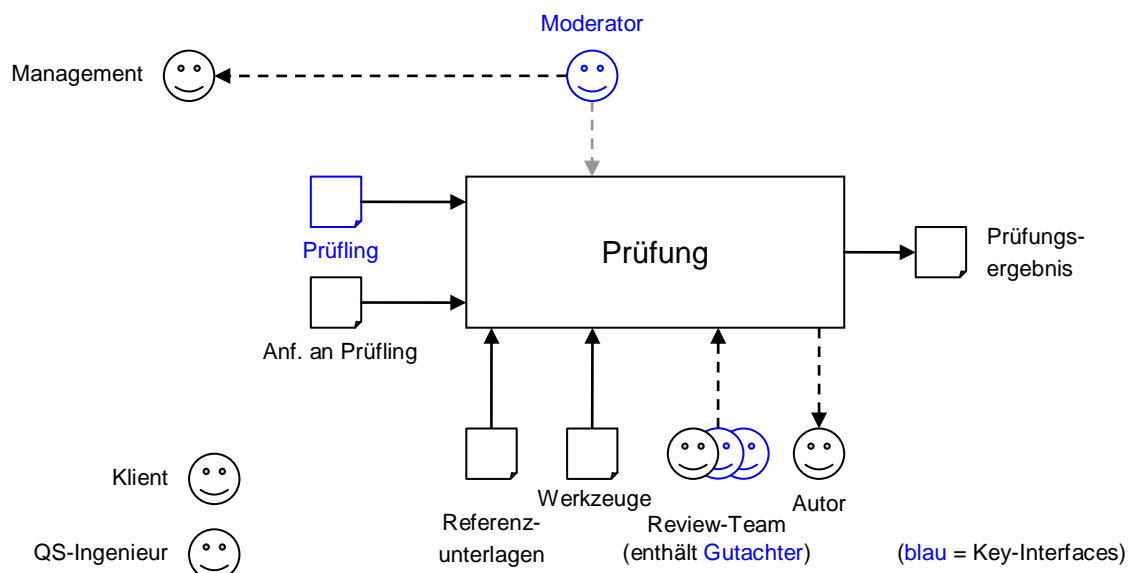 Moderator
Management
Prüfling
Prüfung
Prüfungs-
ergebnis
Anf. an Prüfling
Klient
QS-Ingenieur
Referenz-
unterlagen
Werkzeuge
Review-Team
(enthält Gutachter)
Autor
(blau = Key-Interfaces)